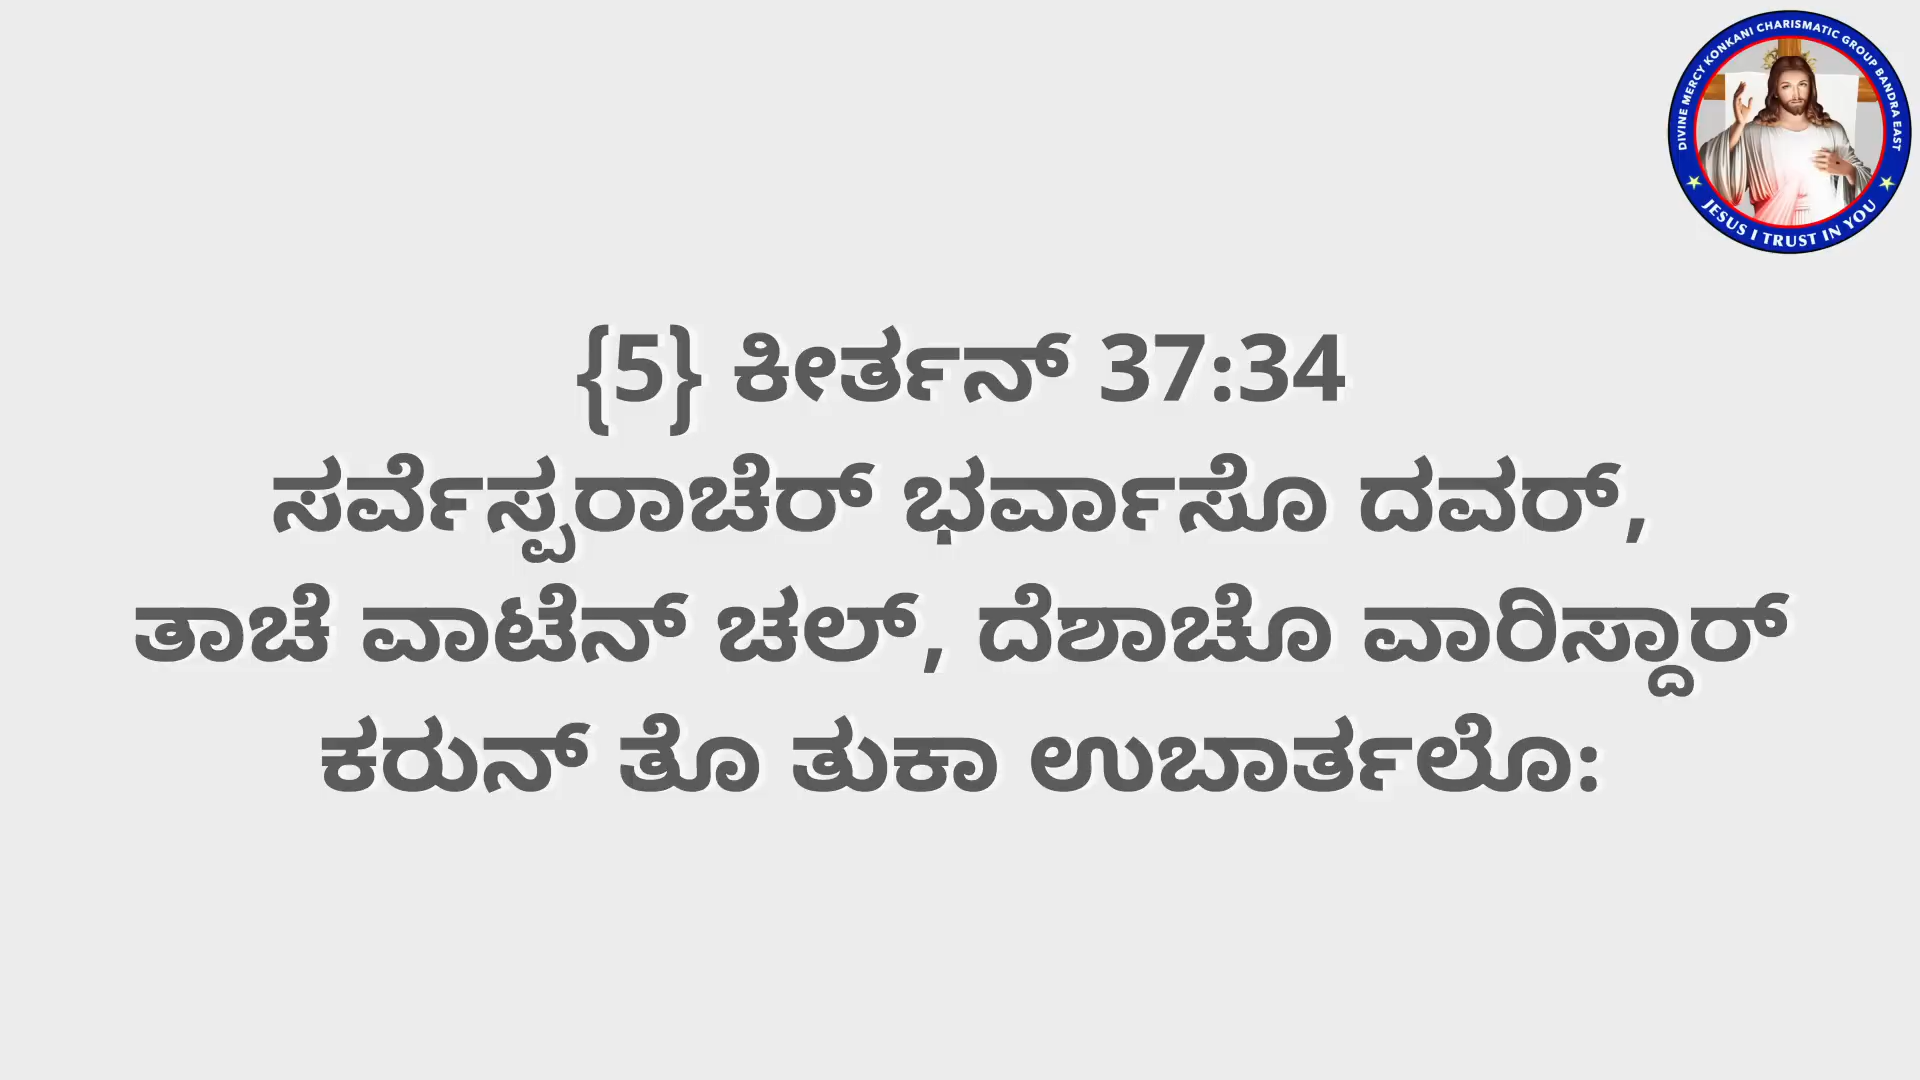 DIVINE MERCY KONKANI CHARISMATIC GROUP BANDRA EAST
JESUS I TRUST IN YOU
{5} ಕೀರ್ತನ್ 37:34
ಸರ್ವೆಸ್ಪರಾಚೆರ್ ಭರ್ವಾಸೊ ದವರ್,
ತಾಚೆ ವಾಟೆನ್ ಚಲ್, ದೆಶಾಚೊ ವಾರಿಸ್ದಾರ್
ಕರುನ್ ತೊ ತುಕಾ ಉಬಾರ್ತಲೊ: